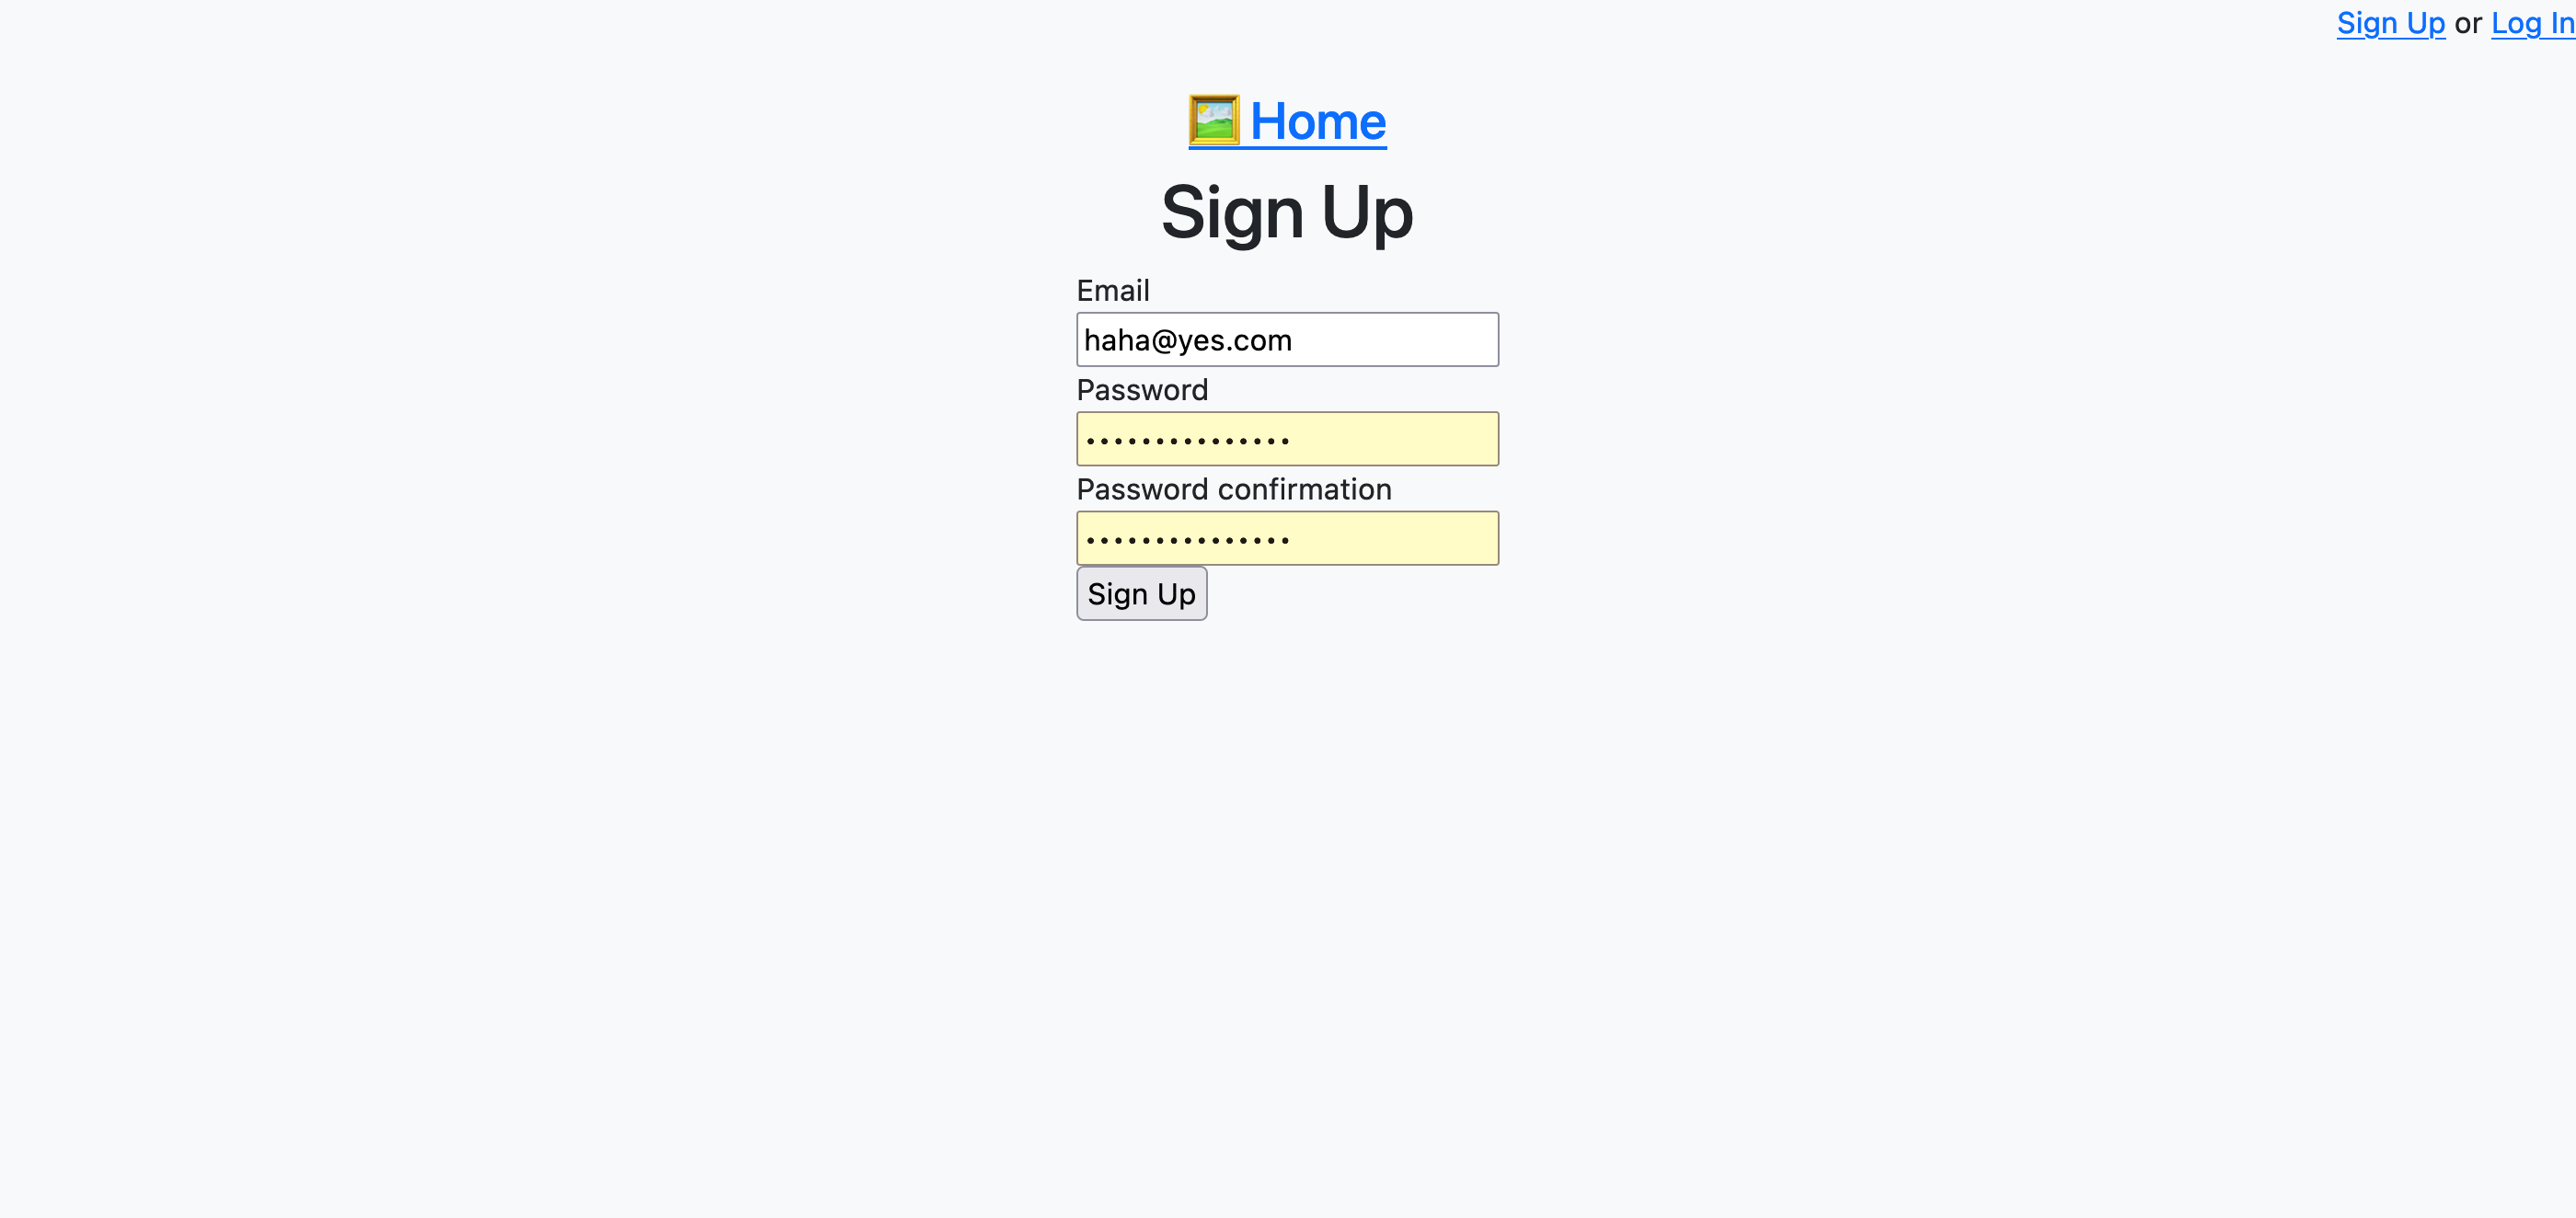 Sign Up or Log In
Home
Sign Up
Email
haha@yes.com
Password
•••••••••••••••
Password confirmation
•••••••••••••••
Sign Up